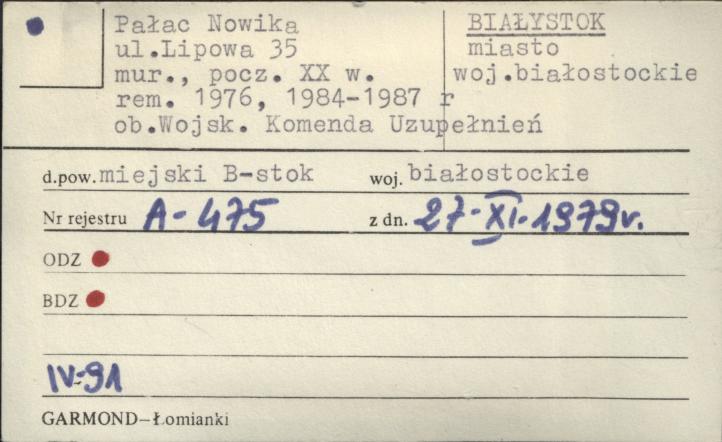 Pałac Nowika
ul.Lipowa 35
mur., pocz. XX w.
rem. 1976, 1984-1987 r
ob.Wojsk. Komenda Uzupełnień
BIAŁYSTOK
miasto
woj.białostockie
d.pow. miejski B-stok woj. białostockie
Nr rejestru A-475 z dn. 27-XI-1979r.
ODZ
BDZ
IV-91
GARMOND–Łomianki